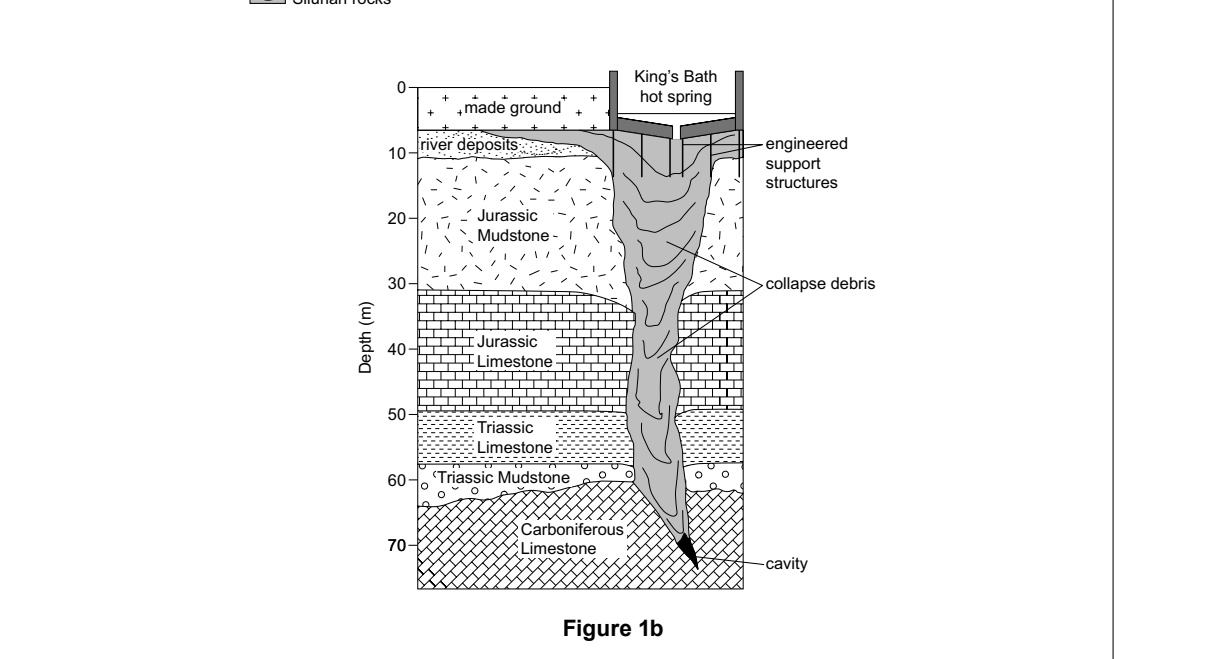 Silurian rocks
King's Bath
hot spring
0
made ground
river deposits
10
engineered
support
structures
20
Jurassic
Mudstone
30
collapse debris
Depth (m)
40
Jurassic
Limestone
50
Triassic
Limestone
60
Triassic Mudstone
70
Carboniferous
Limestone
cavity
Figure 1b